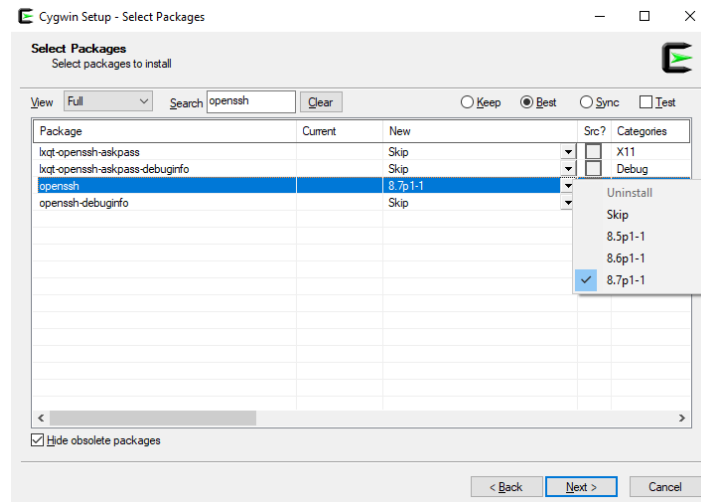 Cygwin Setup - Select Packages
Select Packages
Select packages to install
View Full Search openssh Clear Keep Best Sync Test
Package Current New Src? Categories
lxqt-openssh-askpass Skip X11
lxqt-openssh-askpass-debuginfo Skip Debug
openssh 8.7p1-1
openssh-debuginfo Skip
Uninstall
Skip
8.5p1-1
8.6p1-1
8.7p1-1
Hide obsolete packages
< Back Next > Cancel